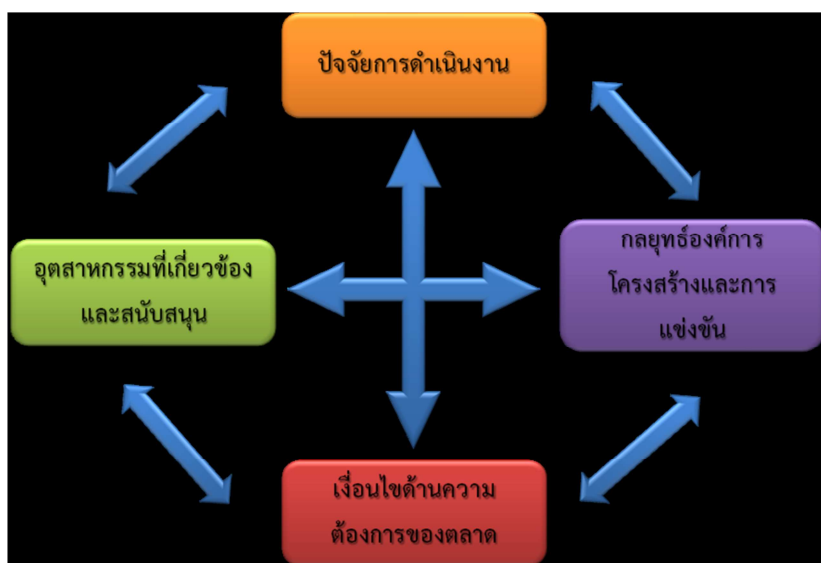 ปัจจัยการดำเนินงาน
อุตสาหกรรมที่เกี่ยวข้อง
และสนับสนุน
กลยุทธ์องค์การ
โครงสร้างและการ
แข่งขัน
เงื่อนไขด้านความ
ต้องการของตลาด